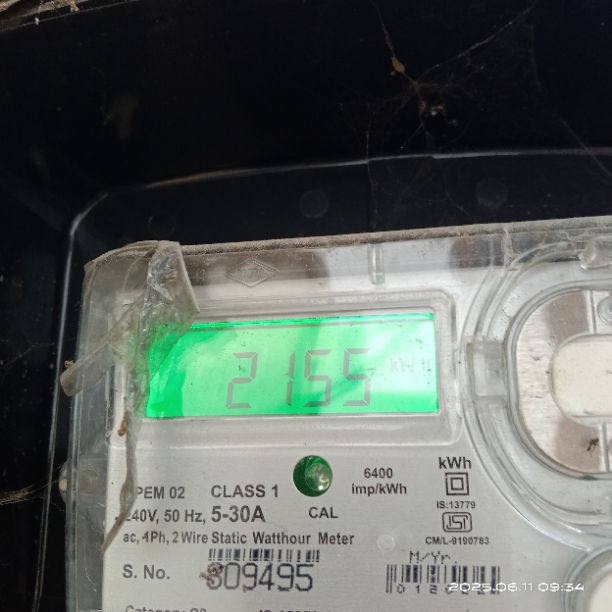 2155 kWh
PEM 02 CLASS 1
6400 imp/kWh
kWh
IS:13779
240V, 50 Hz, 5-30A CAL
ac, 1Ph, 2 Wire Static Watthour Meter
CM/L-9190783
S. No. 809495
M/Yr
2025.06.11 09:34